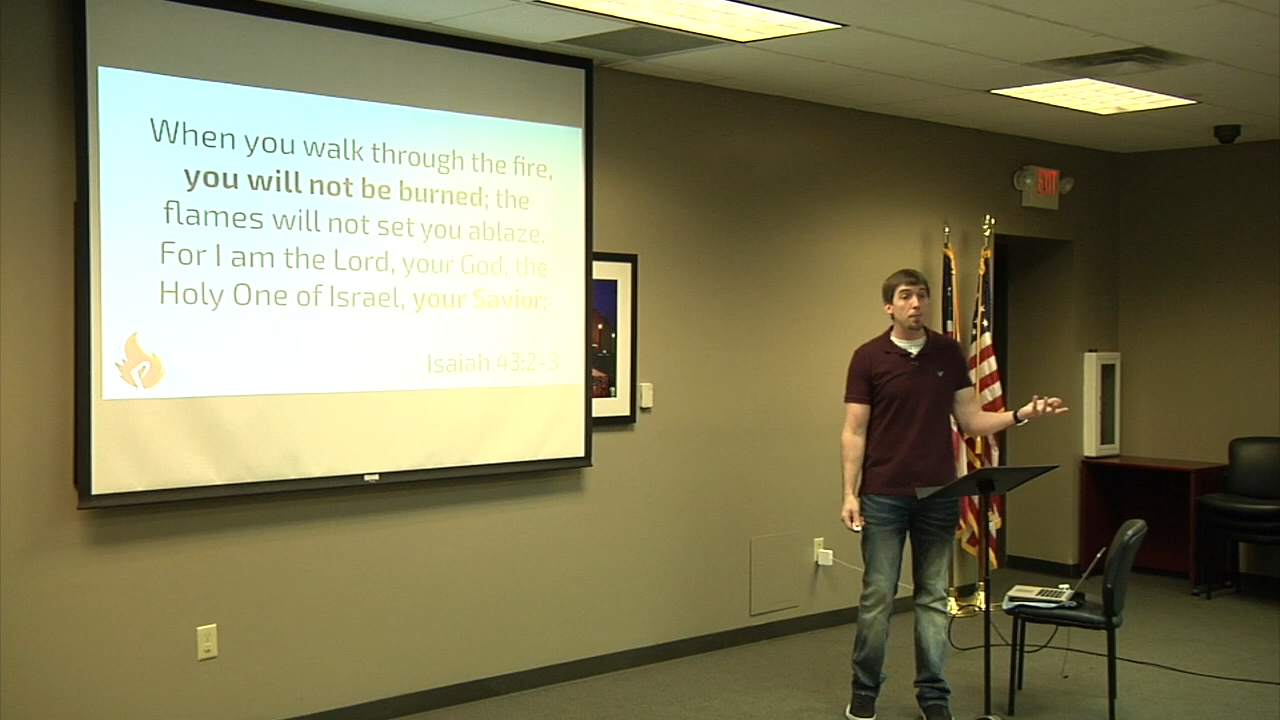 When you walk through the fire,
you will not be burned; the
flames will not set you ablaze.
For I am the Lord, your God, the
Holy One of Israel, your Savior;
Isaiah 43:2-3
P
EXIT